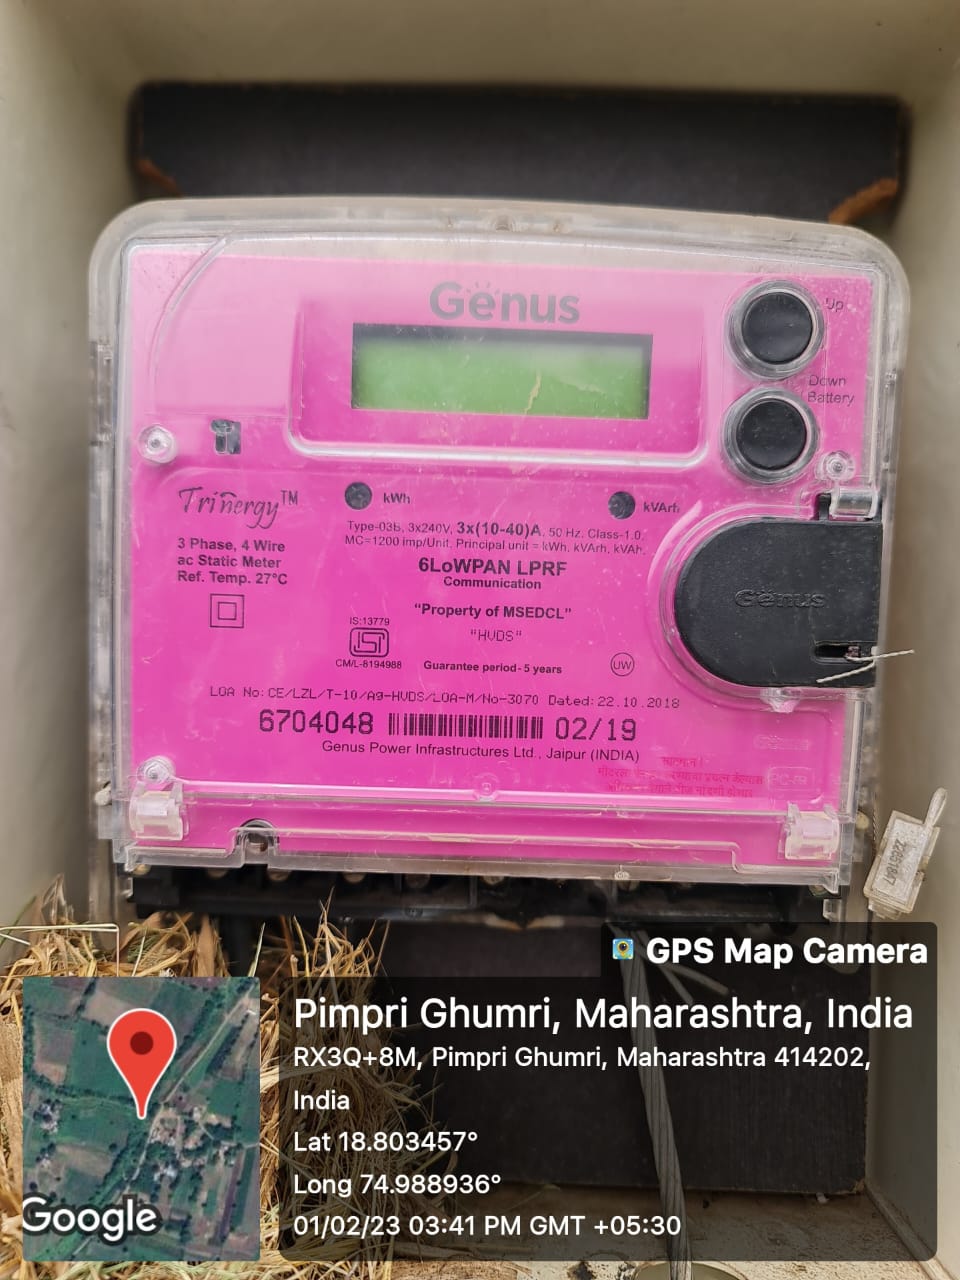 Genus
Up
Down
Battery
kWh
kVArh
Trinergy™
Type-03B, 3x240V, 3x(10-40)A, 50 Hz, Class-1.0,
MC=1200 imp/Unit, Principal unit = kWh, kVArh, kVAh,
3 Phase, 4 Wire
ac Static Meter
Ref. Temp. 27°C
6LoWPAN LPRF
Communication
"Property of MSEDCL"
"HVDS"
IS:13779
CM/L-8194988
Guarantee period - 5 years
UW
Genus
LOA No: CE/LZL/T-10/A9-HVDS/LOA-M/No-3070 Dated: 22.10.2018
6704048 02/19
Genus Power Infrastructures Ltd., Jaipur (INDIA)
GPS Map Camera
Pimpri Ghumri, Maharashtra, India
RX3Q+8M, Pimpri Ghumri, Maharashtra 414202,
India
Lat 18.803457°
Long 74.988936°
01/02/23 03:41 PM GMT +05:30
Google